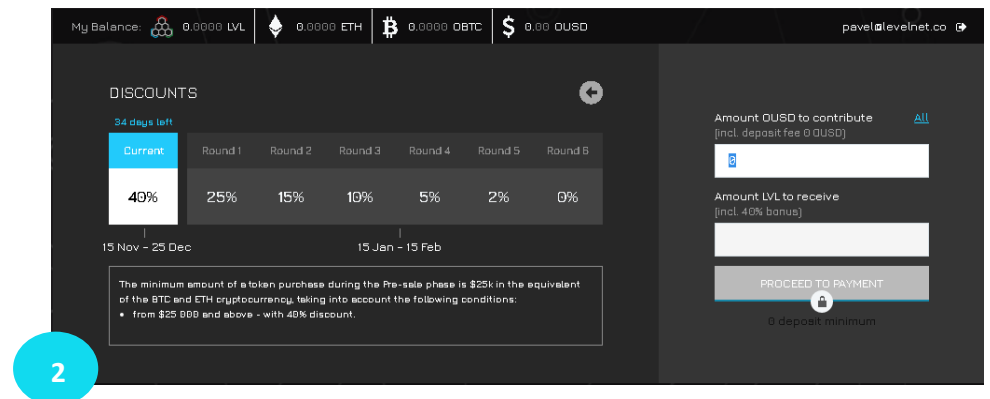 My Balance: 0.0000 LVL 0.0000 ETH 0.0000 OBTC 0.00 OUSD pavel@levelnet.co
DISCOUNTS
34 days left
Current Round 1 Round 2 Round 3 Round 4 Round 5 Round 6
40% 25% 15% 10% 5% 2% 0%
15 Nov - 25 Dec 15 Jan - 15 Feb
The minimum amount of a token purchase during the Pre-sale phase is $25k in the equivalent
of the BTC and ETH cryptocurrency, taking into account the following conditions:
• from $25 000 and above - with 40% discount.
Amount OUSD to contribute All
[incl. deposit fee 0 OUSD]
0
Amount LVL to receive
[incl. 40% bonus]
PROCEED TO PAYMENT
0 deposit minimum
2